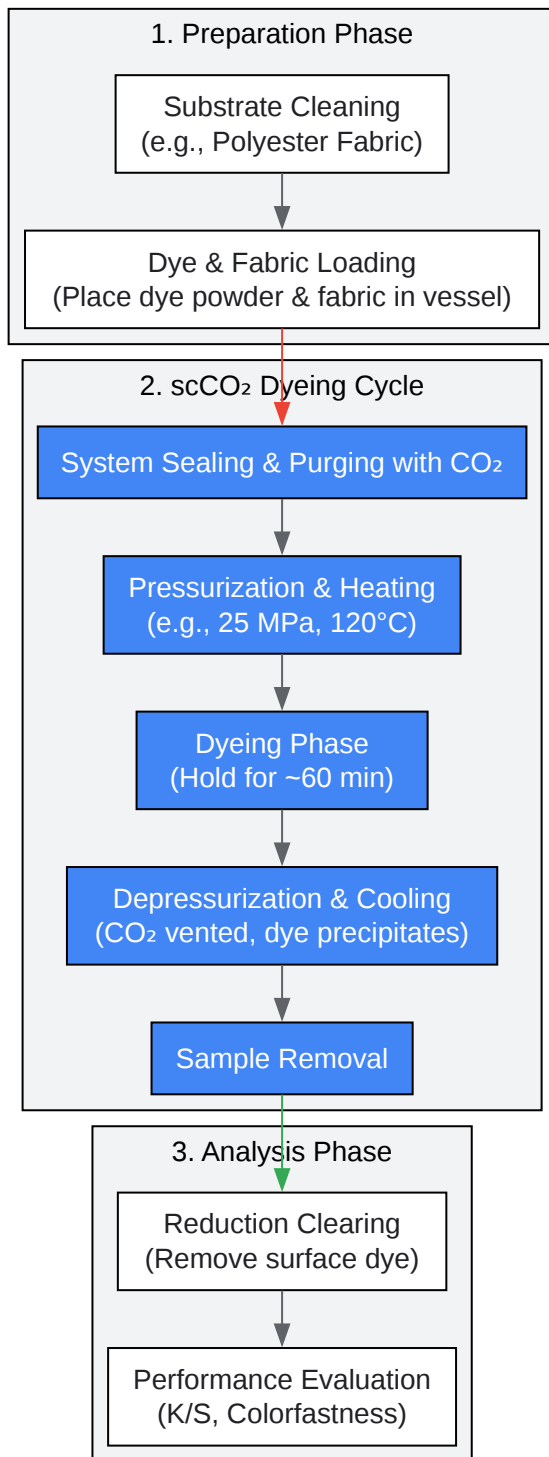 1. Preparation Phase
Substrate Cleaning
(e.g., Polyester Fabric)
Dye & Fabric Loading
(Place dye powder & fabric in vessel)
2. scCO₂ Dyeing Cycle
System Sealing & Purging with CO₂
Pressurization & Heating
(e.g., 25 MPa, 120°C)
Dyeing Phase
(Hold for ~60 min)
Depressurization & Cooling
(CO₂ vented, dye precipitates)
Sample Removal
3. Analysis Phase
Reduction Clearing
(Remove surface dye)
Performance Evaluation
(K/S, Colorfastness)